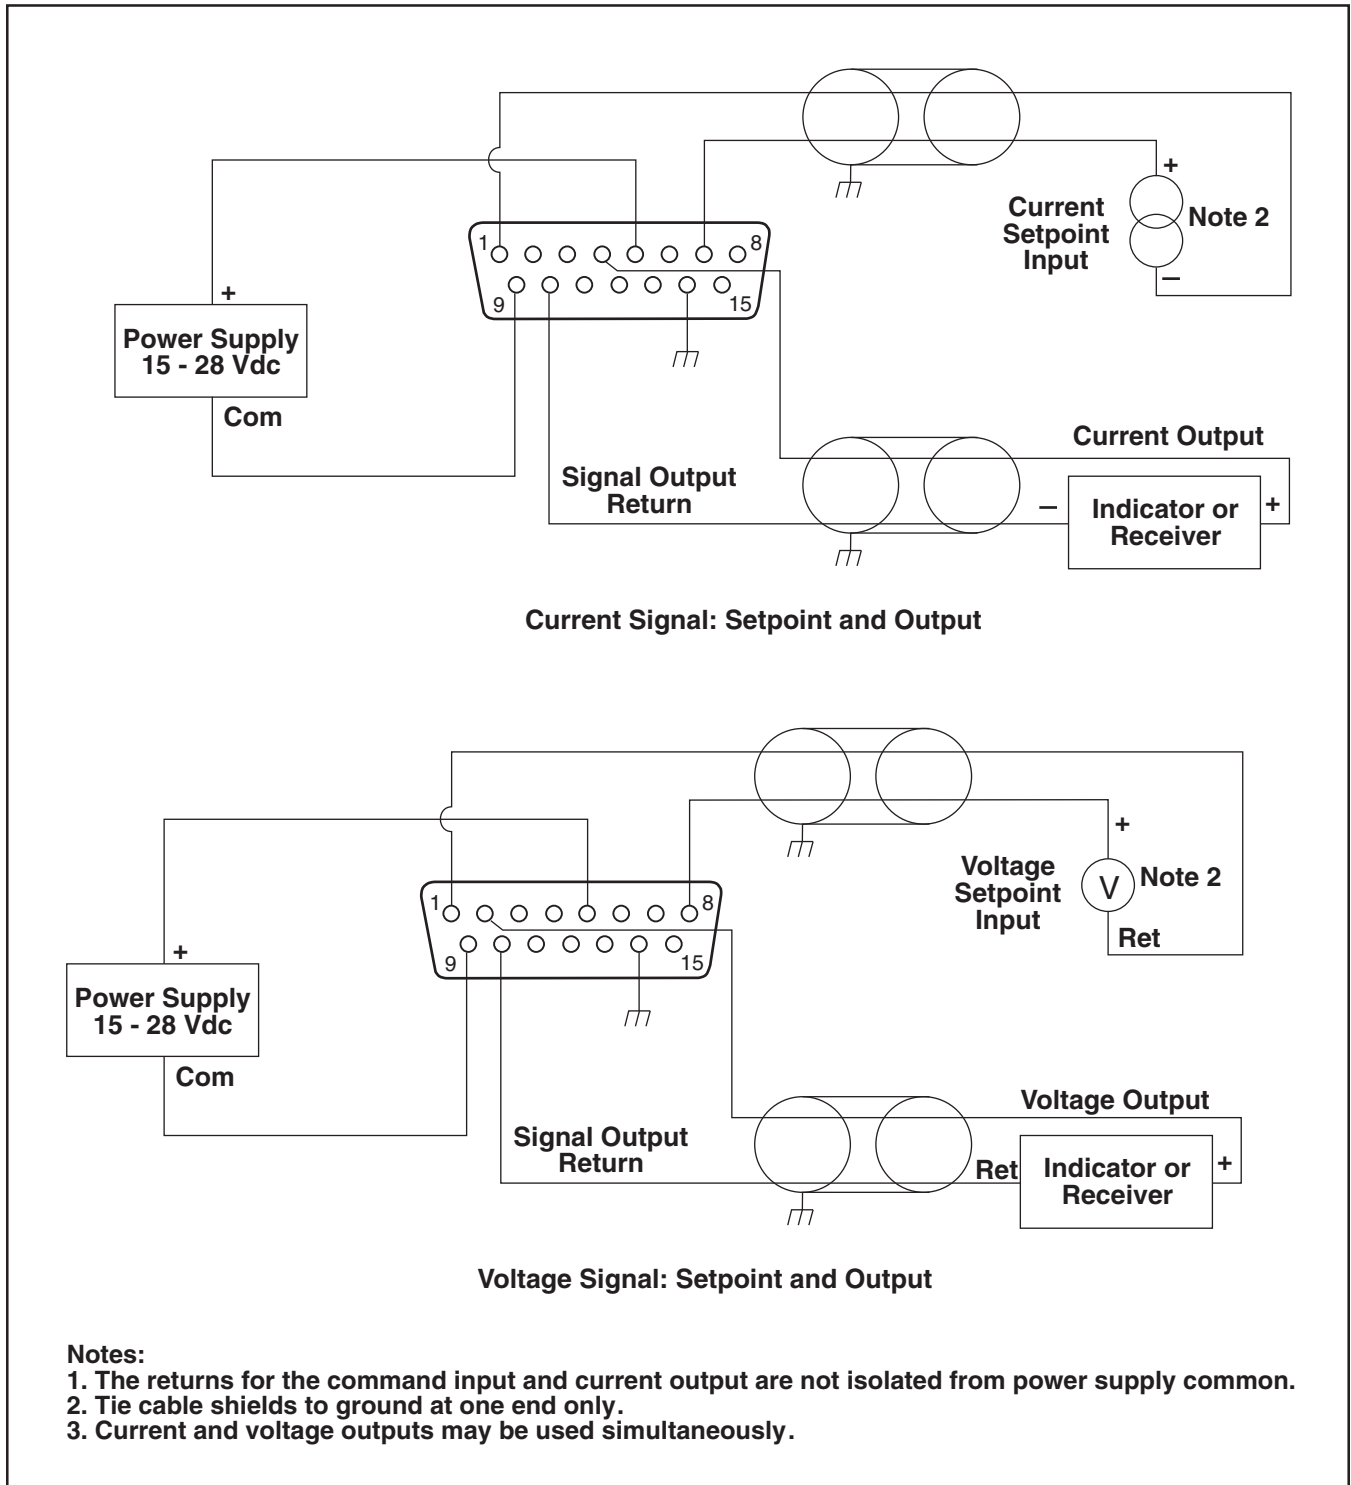 +
Current
Setpoint
Input
Note 2
–
1
8
9
15
+
Power Supply
15 - 28 Vdc
Com
Current Output
Signal Output
Return
–
Indicator or
Receiver
+
Current Signal: Setpoint and Output
+
Voltage
Setpoint
Input
V
Note 2
Ret
1
8
9
15
+
Power Supply
15 - 28 Vdc
Com
Voltage Output
Signal Output
Return
Ret
Indicator or
Receiver
+
Voltage Signal: Setpoint and Output
Notes:
1. The returns for the command input and current output are not isolated from power supply common.
2. Tie cable shields to ground at one end only.
3. Current and voltage outputs may be used simultaneously.